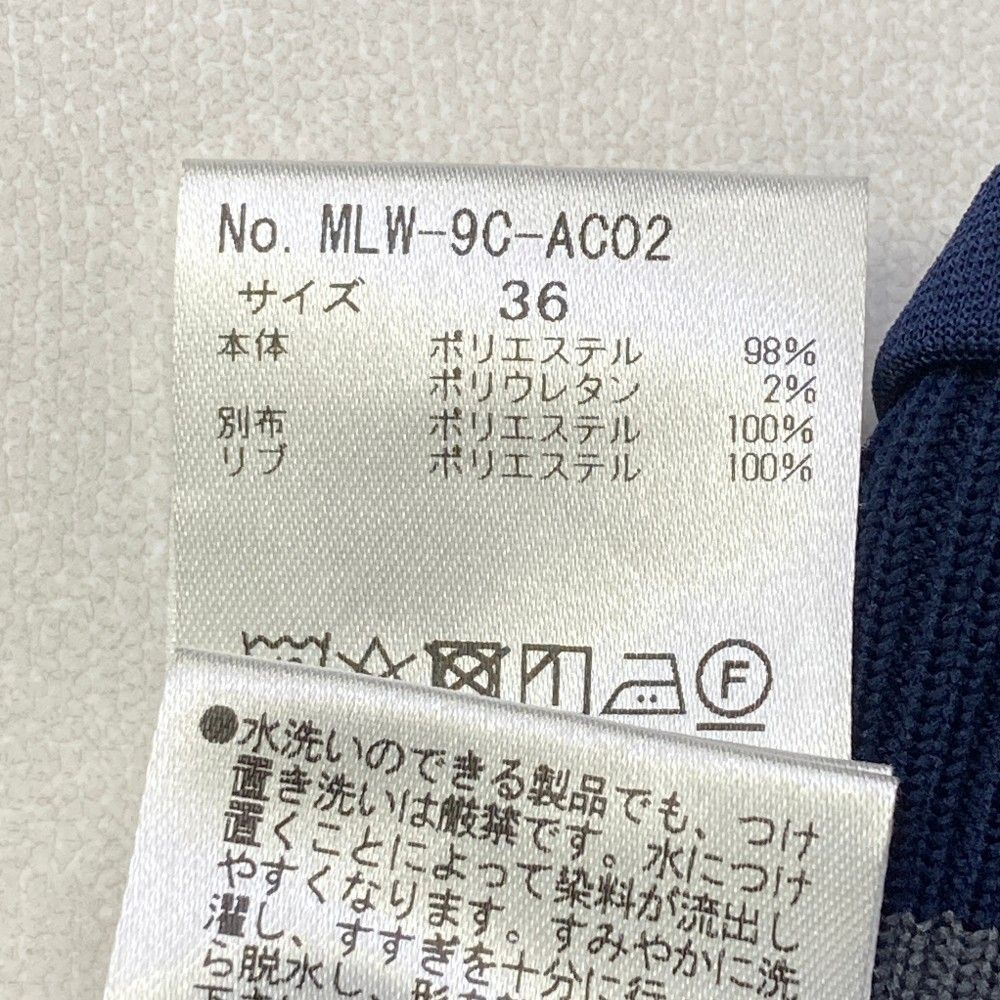 No. MLW-9C-AC02
サイズ 36
本体 ポリエステル 98%
ポリウレタン 2%
別布 ポリエステル 100%
リブ ポリエステル 100%
F
●水洗いのできる製品でも、つけ
置き洗いは厳禁です。水につけ
置くことによって染料が流出し
やすくなります。すみやかに洗
濯し、すすぎを十分に行
ら脱水し、形